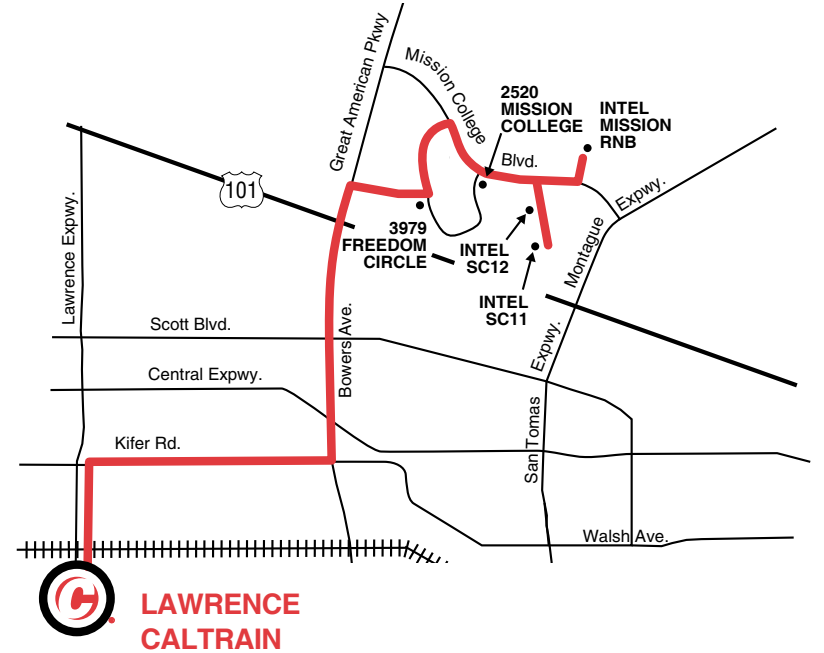 Great American Pkwy
Mission College
2520
MISSION
COLLEGE
INTEL
MISSION
RNB
Blvd.
101
Lawrence Expwy.
3979
FREEDOM
CIRCLE
INTEL
SC12
INTEL
SC11
Montague
Expwy.
Scott Blvd.
Bowers Ave.
Expwy.
San Tomas
Central Expwy.
Kifer Rd.
Walsh Ave.
C
LAWRENCE
CALTRAIN